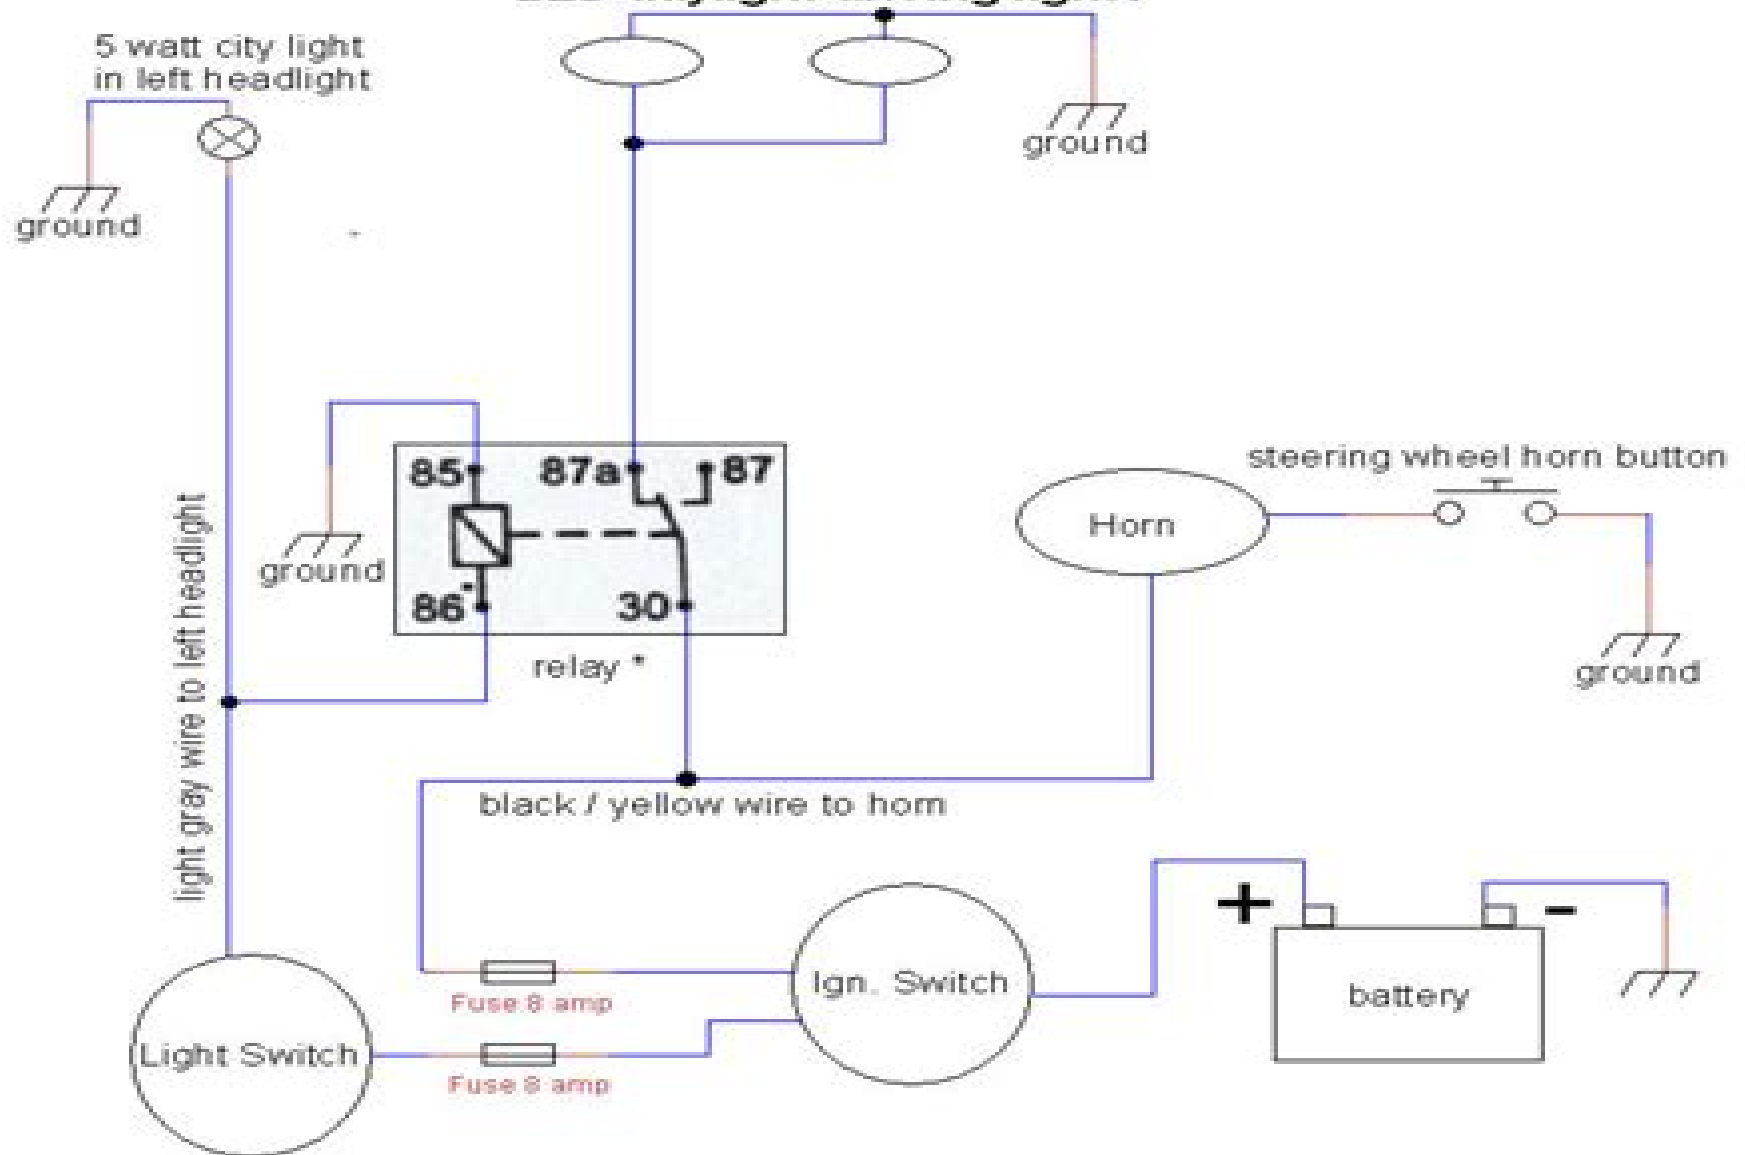 5 watt city light
in left headlight
ground
ground
ground
85
87a
87
86*
30
relay *
light gray wire to left headlight
steering wheel horn button
Horn
ground
black / yellow wire to horn
+
-
Ign. Switch
battery
Fuse 8 amp
Light Switch
Fuse 8 amp